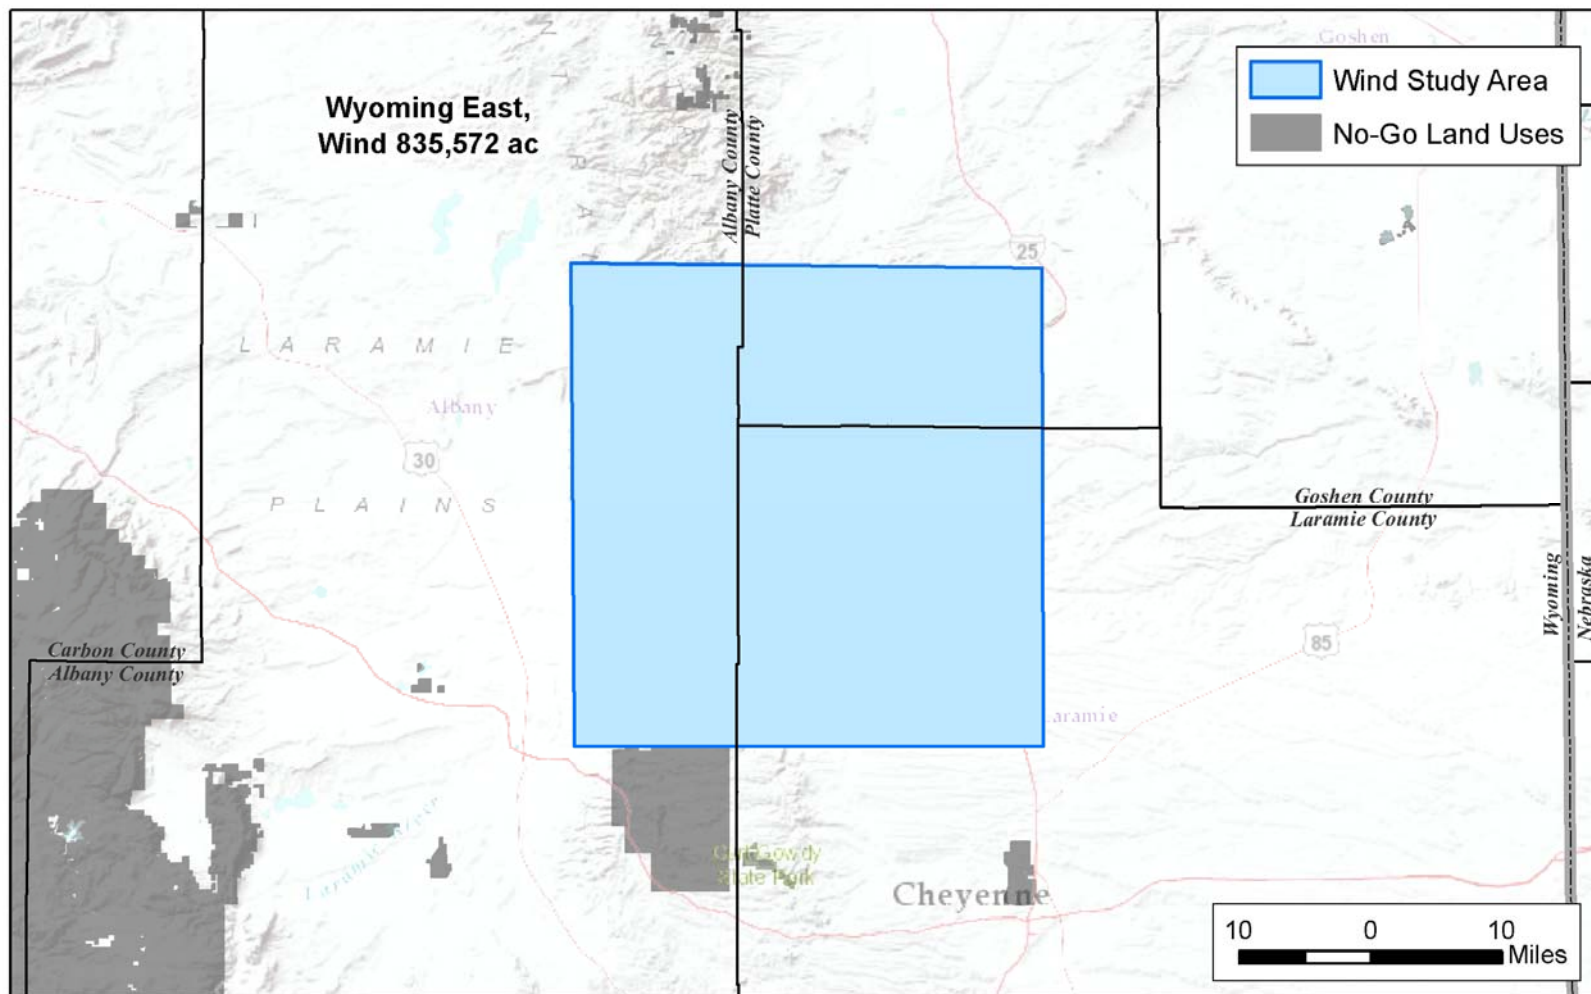 Goshen
Wyoming East,
Wind 835,572 ac
Wind Study Area
No-Go Land Uses
Albany County
Platte County
25
LARAMIE
Albany
30
PLAINS
Goshen County
Laramie County
Wyoming
Nebraska
85
Carbon County
Albany County
aramie
Laramie River
Curt Gowdy
State Park
Cheyenne
10 0 10
Miles